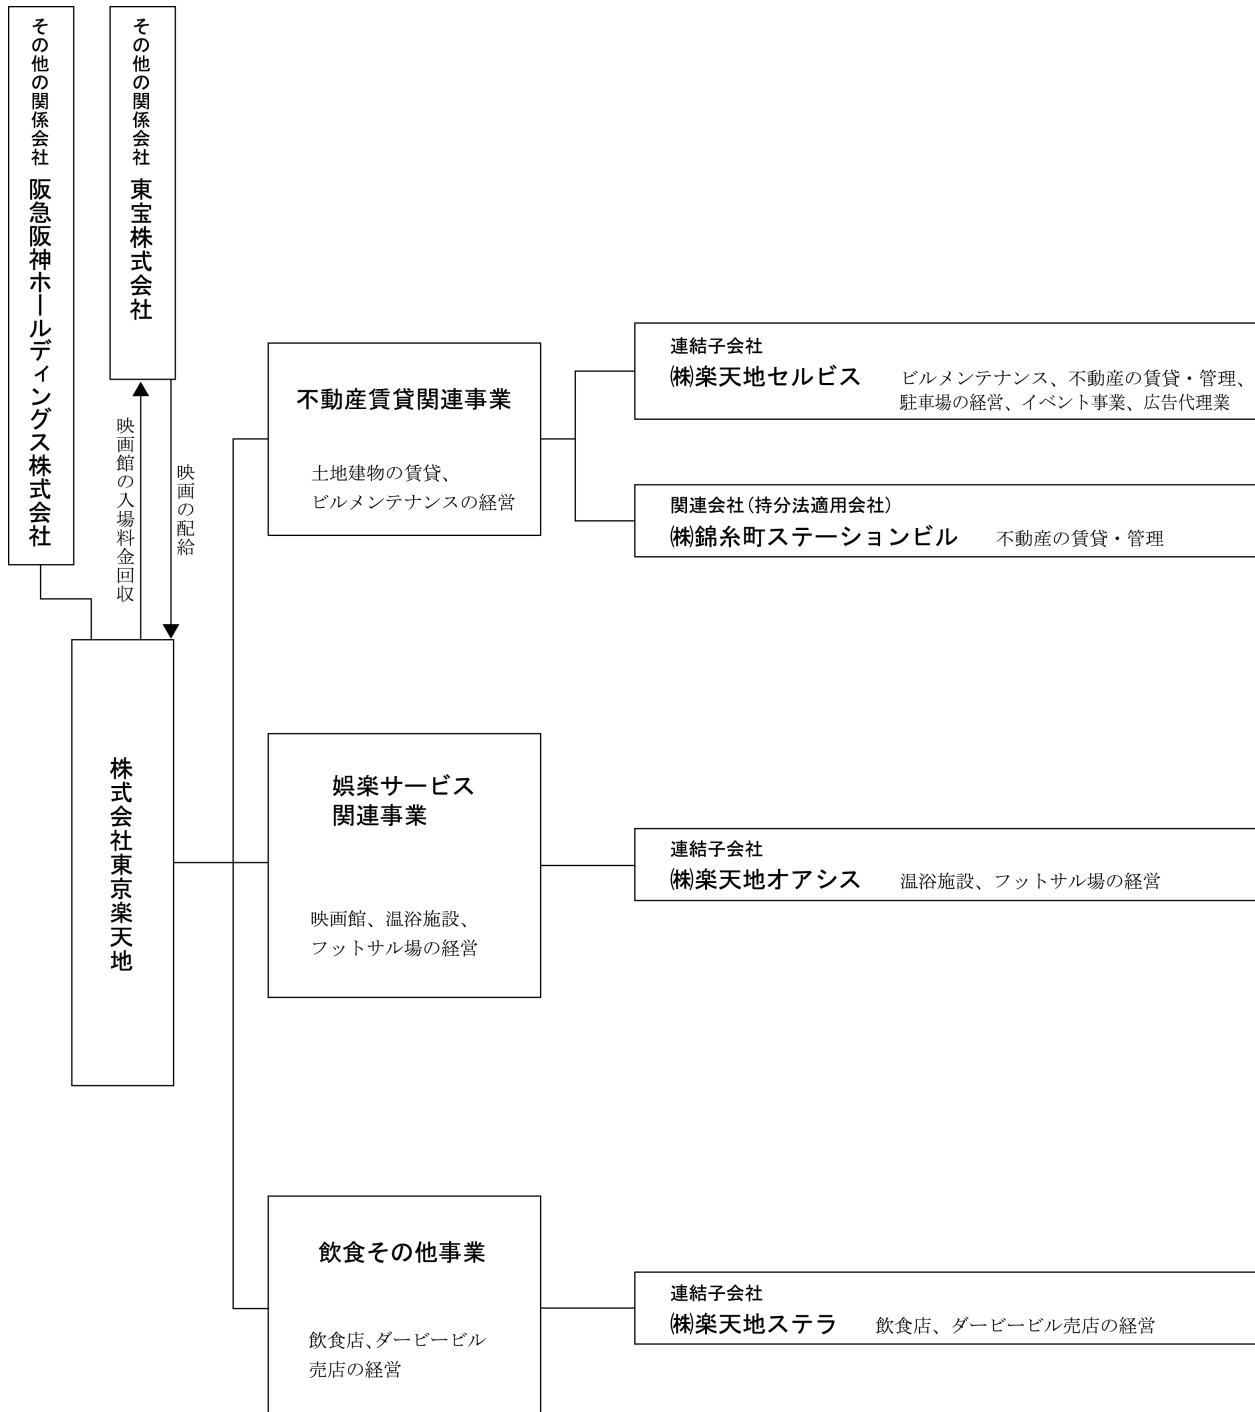 その他の関係会社 阪急阪神ホールディングス株式会社
その他の関係会社 東宝株式会社
映画館の入場料金回収
映画の配給
株式会社東京楽天地
不動産賃貸関連事業
土地建物の賃貸、
ビルメンテナンスの経営
連結子会社
㈱楽天地セルビス ビルメンテナンス、不動産の賃貸・管理、
駐車場の経営、イベント事業、広告代理業
関連会社(持分法適用会社)
㈱錦糸町ステーションビル 不動産の賃貸・管理
娯楽サービス
関連事業
映画館、温浴施設、
フットサル場の経営
連結子会社
㈱楽天地オアシス 温浴施設、フットサル場の経営
飲食その他事業
飲食店、ダービービル
売店の経営
連結子会社
㈱楽天地ステラ 飲食店、ダービービル売店の経営